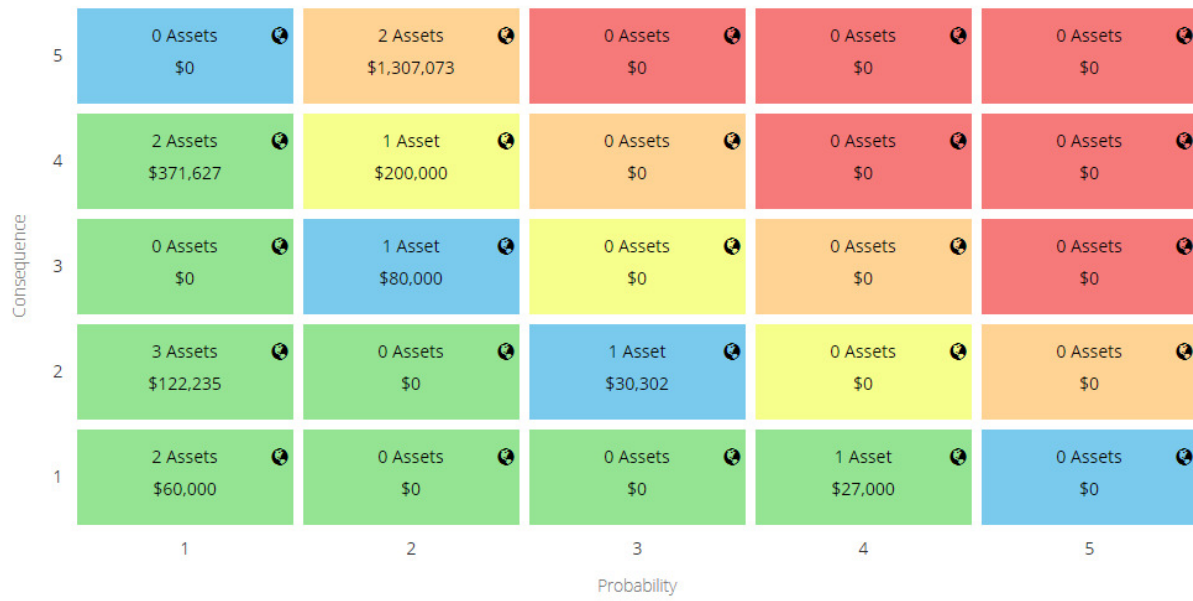 5
0 Assets
$0
2 Assets
$1,307,073
0 Assets
$0
0 Assets
$0
0 Assets
$0
4
2 Assets
$371,627
1 Asset
$200,000
0 Assets
$0
0 Assets
$0
0 Assets
$0
Consequence
3
0 Assets
$0
1 Asset
$80,000
0 Assets
$0
0 Assets
$0
0 Assets
$0
2
3 Assets
$122,235
0 Assets
$0
1 Asset
$30,302
0 Assets
$0
0 Assets
$0
1
2 Assets
$60,000
0 Assets
$0
0 Assets
$0
1 Asset
$27,000
0 Assets
$0
1
2
3
4
5
Probability